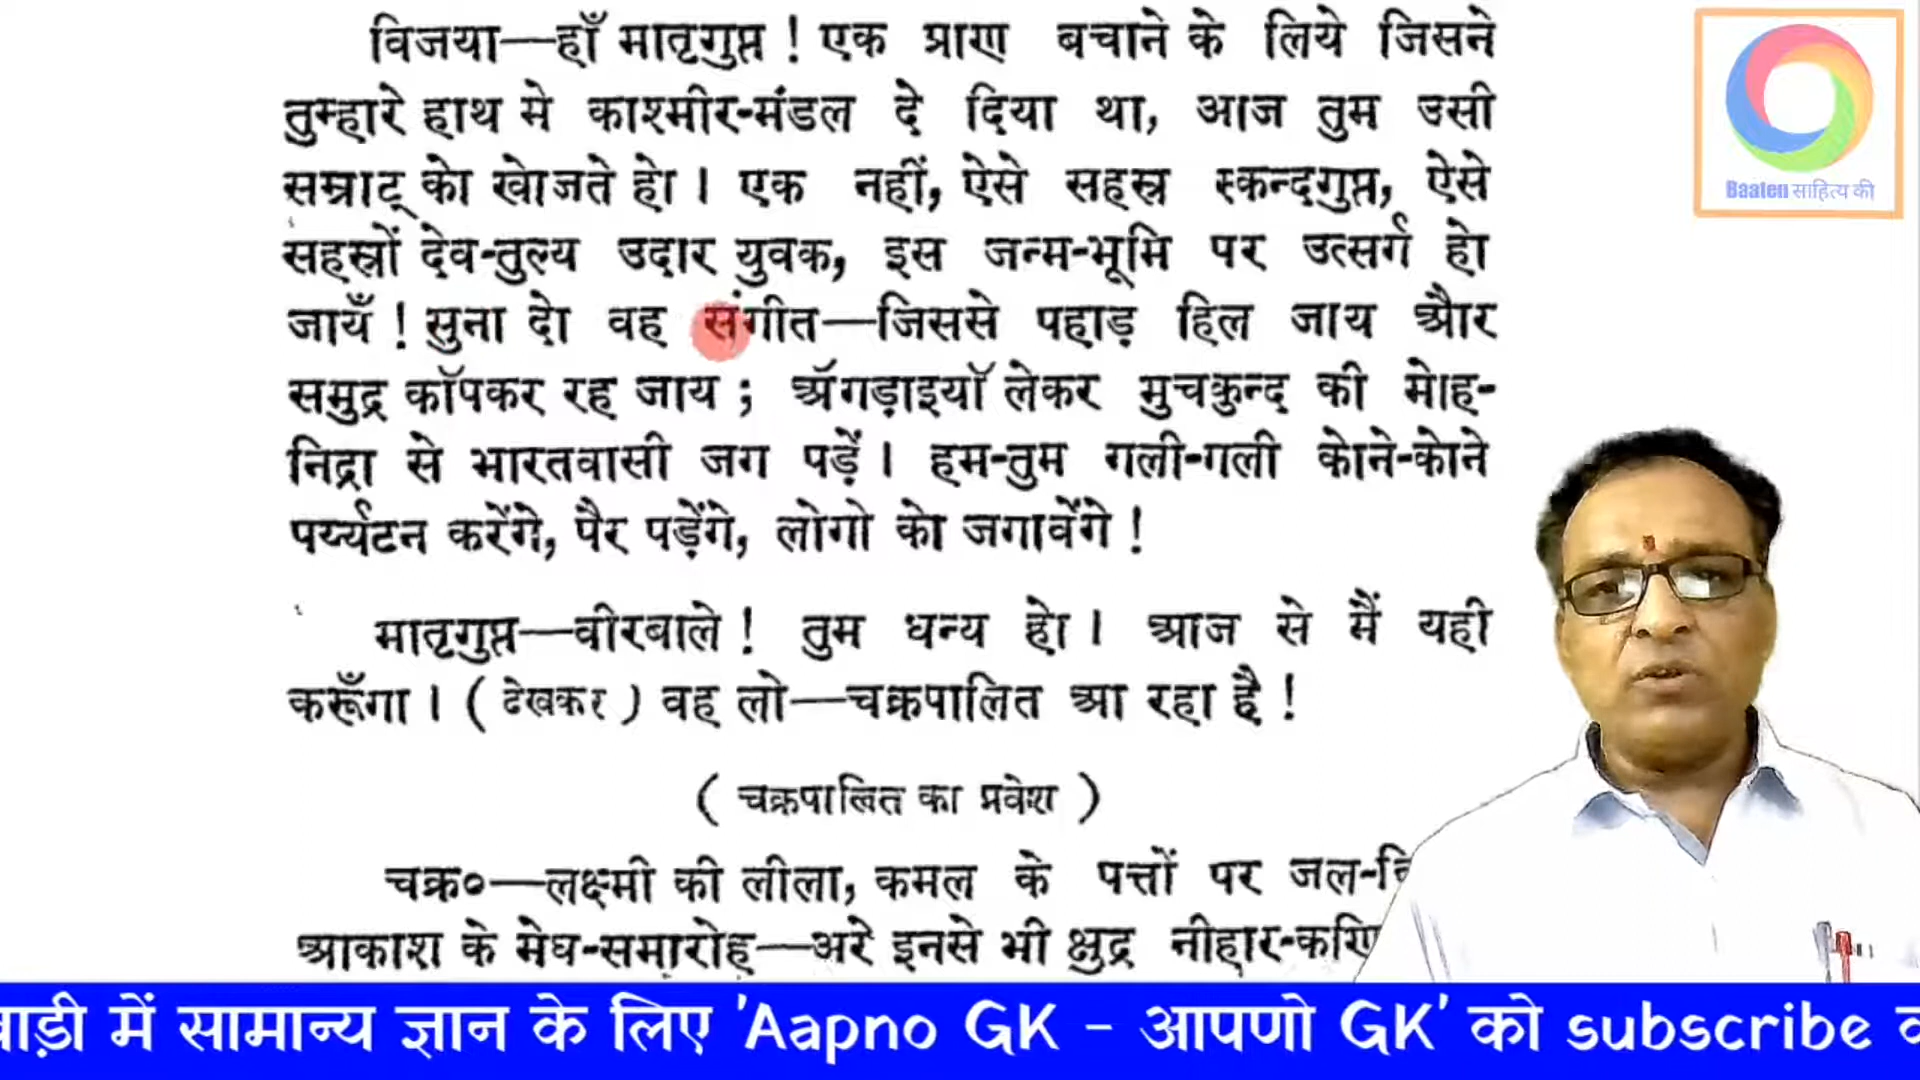 विजया—हाँ मातृगुप्त ! एक प्राण बचाने के लिये जिसने
तुम्हारे हाथ मे काश्मीर-मंडल दे दिया था, आज तुम उसी
सम्राट् को खोजते हो । एक नहीं, ऐसे सहस्र स्कन्दगुप्त, ऐसे
सहस्रों देव-तुल्य उदार युवक, इस जन्म-भूमि पर उत्सर्ग हो
जायँ ! सुना दो वह संगीत—जिससे पहाड़ हिल जाय और
समुद्र कॉपकर रह जाय ; अँगड़ाइयाॅ लेकर मुचकुन्द की मोह-
निद्रा से भारतवासी जग पड़ें । हम-तुम गली-गली कोने-कोने
पर्य्यटन करेंगे, पैर पड़ेंगे, लोगो को जगावेंगे !
मातृगुप्त—वीरबाले ! तुम धन्य हो । आज से मैं यही
करूँगा । ( देखकर ) वह लो—चक्रपालित आ रहा है !
( चक्रपालित का प्रवेश )
चक्र०—लक्ष्मी की लीला, कमल के पत्तों पर
आकाश के मेघ-समारोह—अरे इनसे भी क्षुद्र
Baaten साहित्य की
में सामान्य ज्ञान के लिए 'Aapno GK - आपणो GK' को subscribe